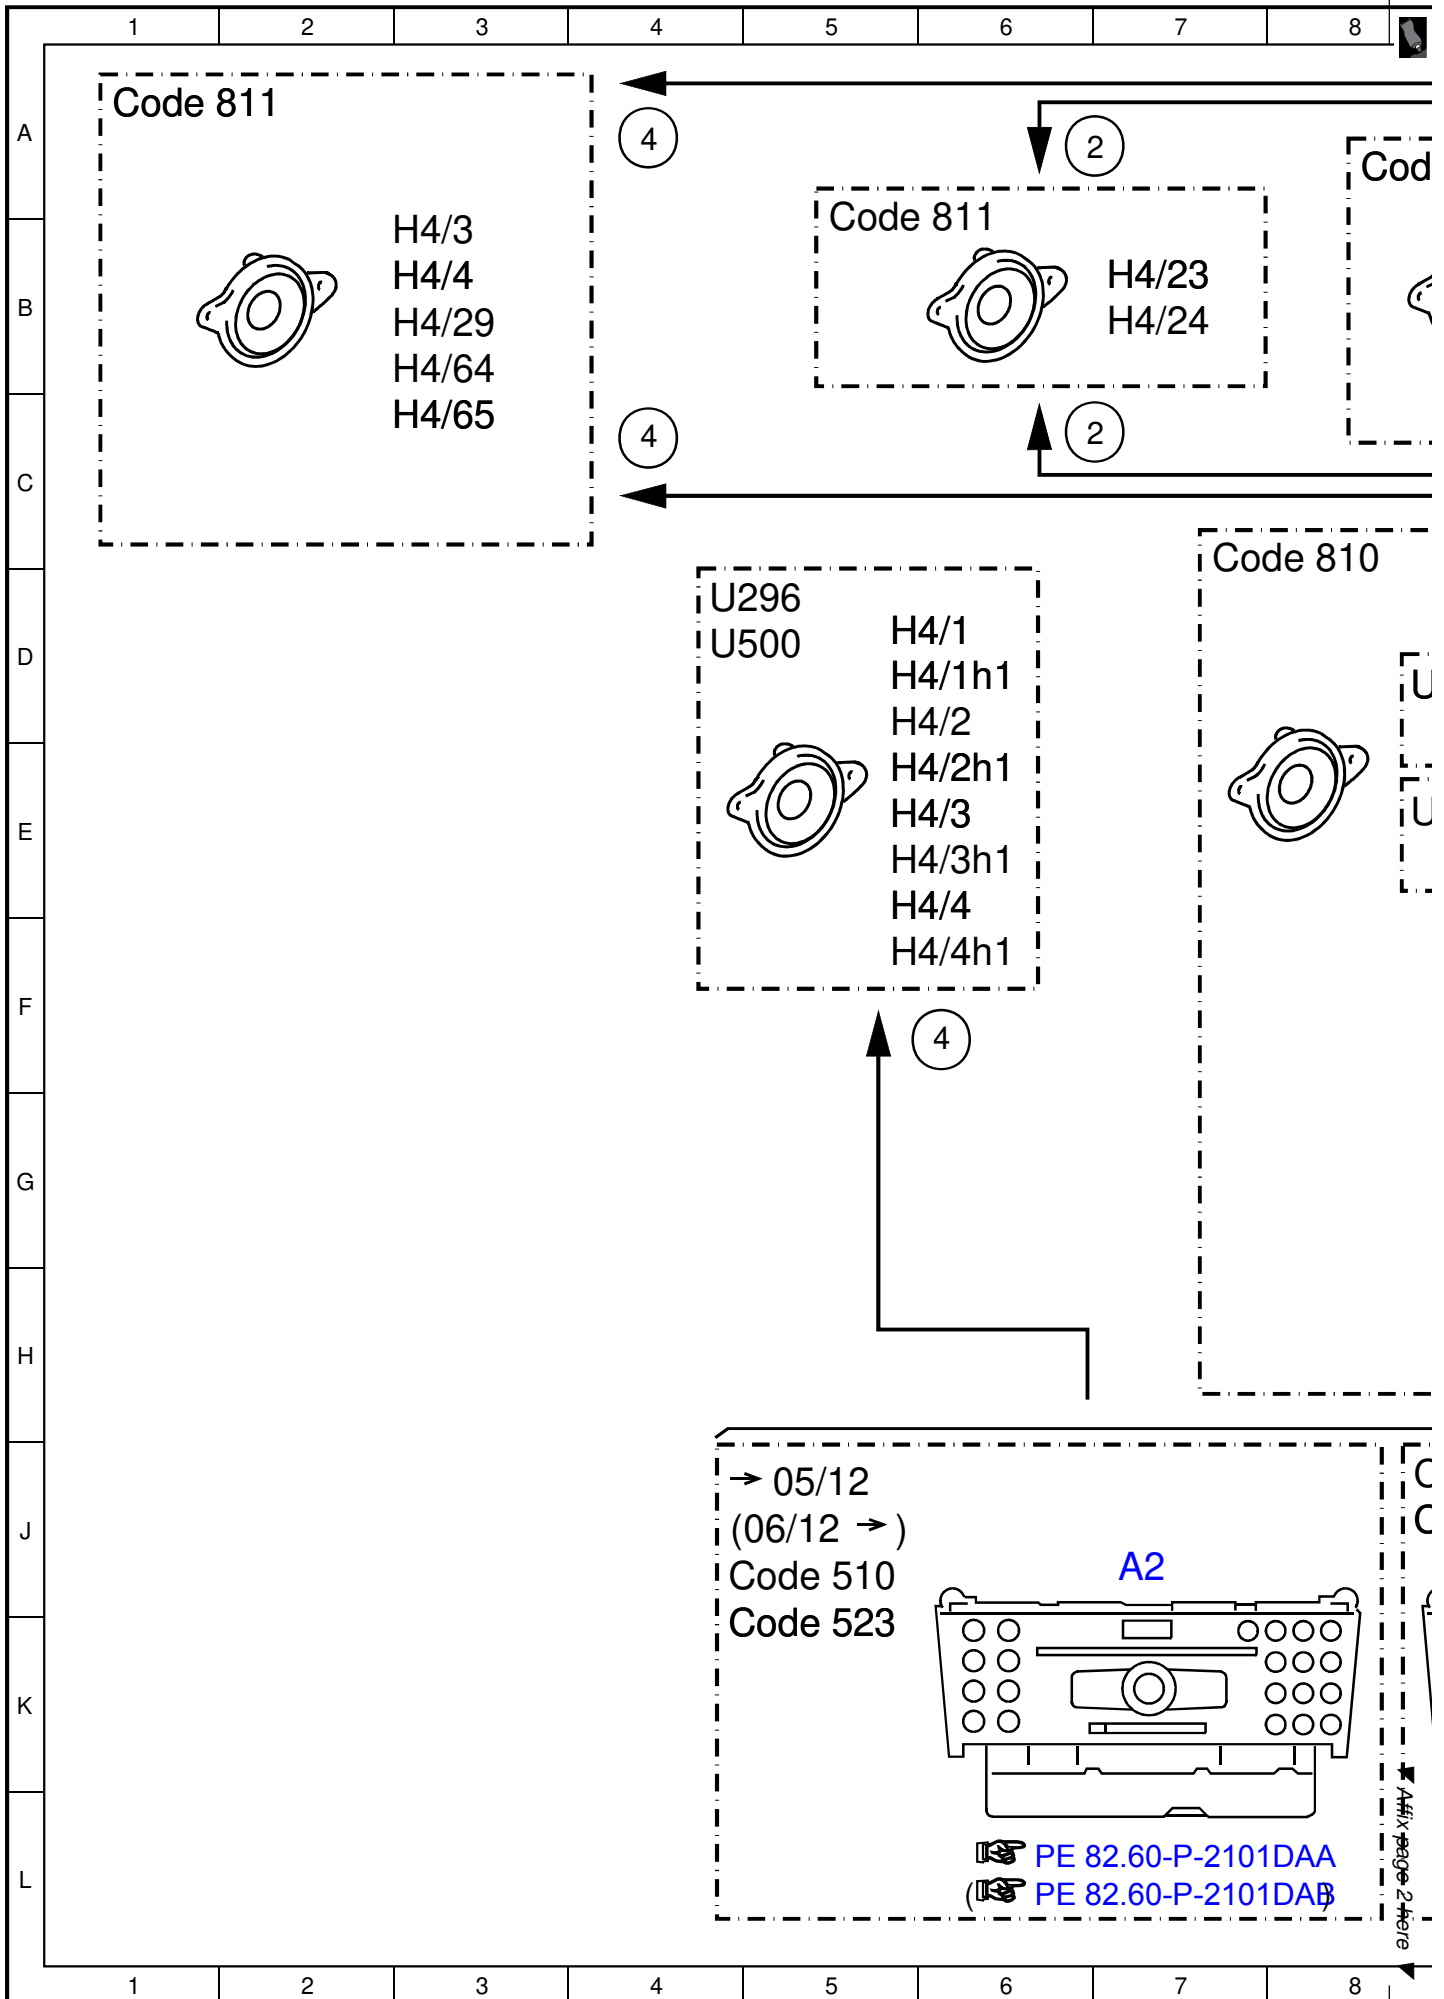 1 2 3 4 5 6 7 8
A
B
C
D
E
F
G
H
J
K
L
Code 811
H4/3
H4/4
H4/29
H4/64
H4/65
4
4
2
Code 811
H4/23
H4/24
2
Cod
U296
U500
H4/1
H4/1h1
H4/2
H4/2h1
H4/3
H4/3h1
H4/4
H4/4h1
4
Code 810
U
U
→ 05/12
(06/12 → )
Code 510
Code 523
A2
PE 82.60-P-2101DAA
( PE 82.60-P-2101DAB)
C
C
Affix page 2 here
1 2 3 4 5 6 7 8